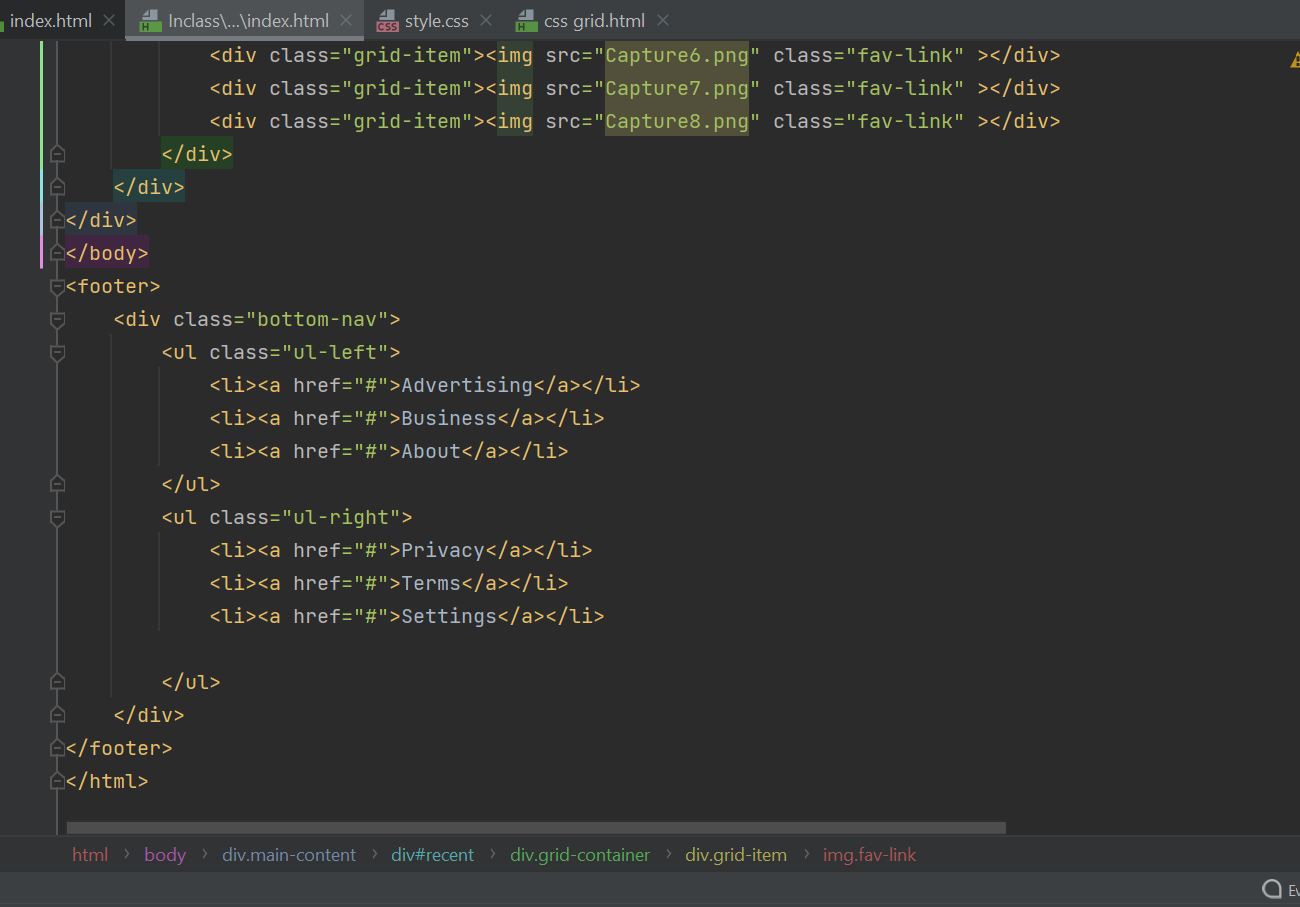 index.html Inclass\...\index.html style.css css grid.html
<div class="grid-item"><img src="Capture6.png" class="fav-link" ></div>
<div class="grid-item"><img src="Capture7.png" class="fav-link" ></div>
<div class="grid-item"><img src="Capture8.png" class="fav-link" ></div>
</div>
</div>
</div>
</body>
<footer>
<div class="bottom-nav">
<ul class="ul-left">
<li><a href="#">Advertising</a></li>
<li><a href="#">Business</a></li>
<li><a href="#">About</a></li>
</ul>
<ul class="ul-right">
<li><a href="#">Privacy</a></li>
<li><a href="#">Terms</a></li>
<li><a href="#">Settings</a></li>
</ul>
</div>
</footer>
</html>
html › body › div.main-content › div#recent › div.grid-container › div.grid-item › img.fav-link